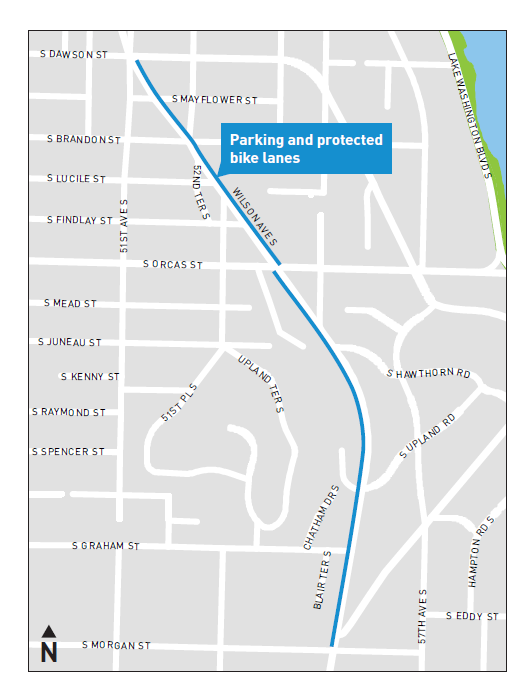 S DAWSON ST
LAKE WASHINGTON BLVD S
S MAYFLOWER ST
S BRANDON ST
Parking and protected
bike lanes
S LUCILE ST
52ND TER S
WILSON AVE S
51ST AVE S
S FINDLAY ST
S ORCAS ST
S MEAD ST
S JUNEAU ST
S KENNY ST
UPLAND TER S
S HAWTHORN RD
51ST PL S
S RAYMOND ST
S UPLAND RD
S SPENCER ST
CHATHAM DR S
HAMPTON RD S
S GRAHAM ST
BLAIR TER S
57TH AVE S
S EDDY ST
N
S MORGAN ST